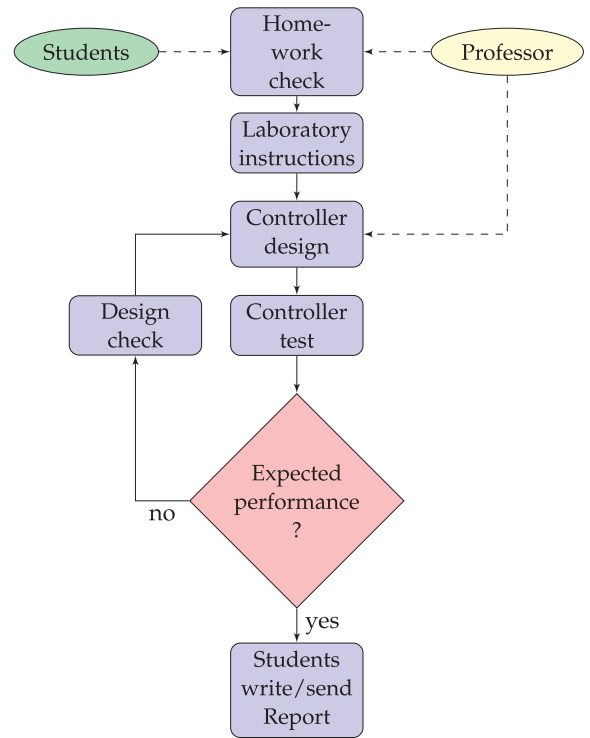 Students
Home-
work
check
Professor
Laboratory
instructions
Controller
design
Design
check
Controller
test
Expected
performance
?
no
yes
Students
write/send
Report